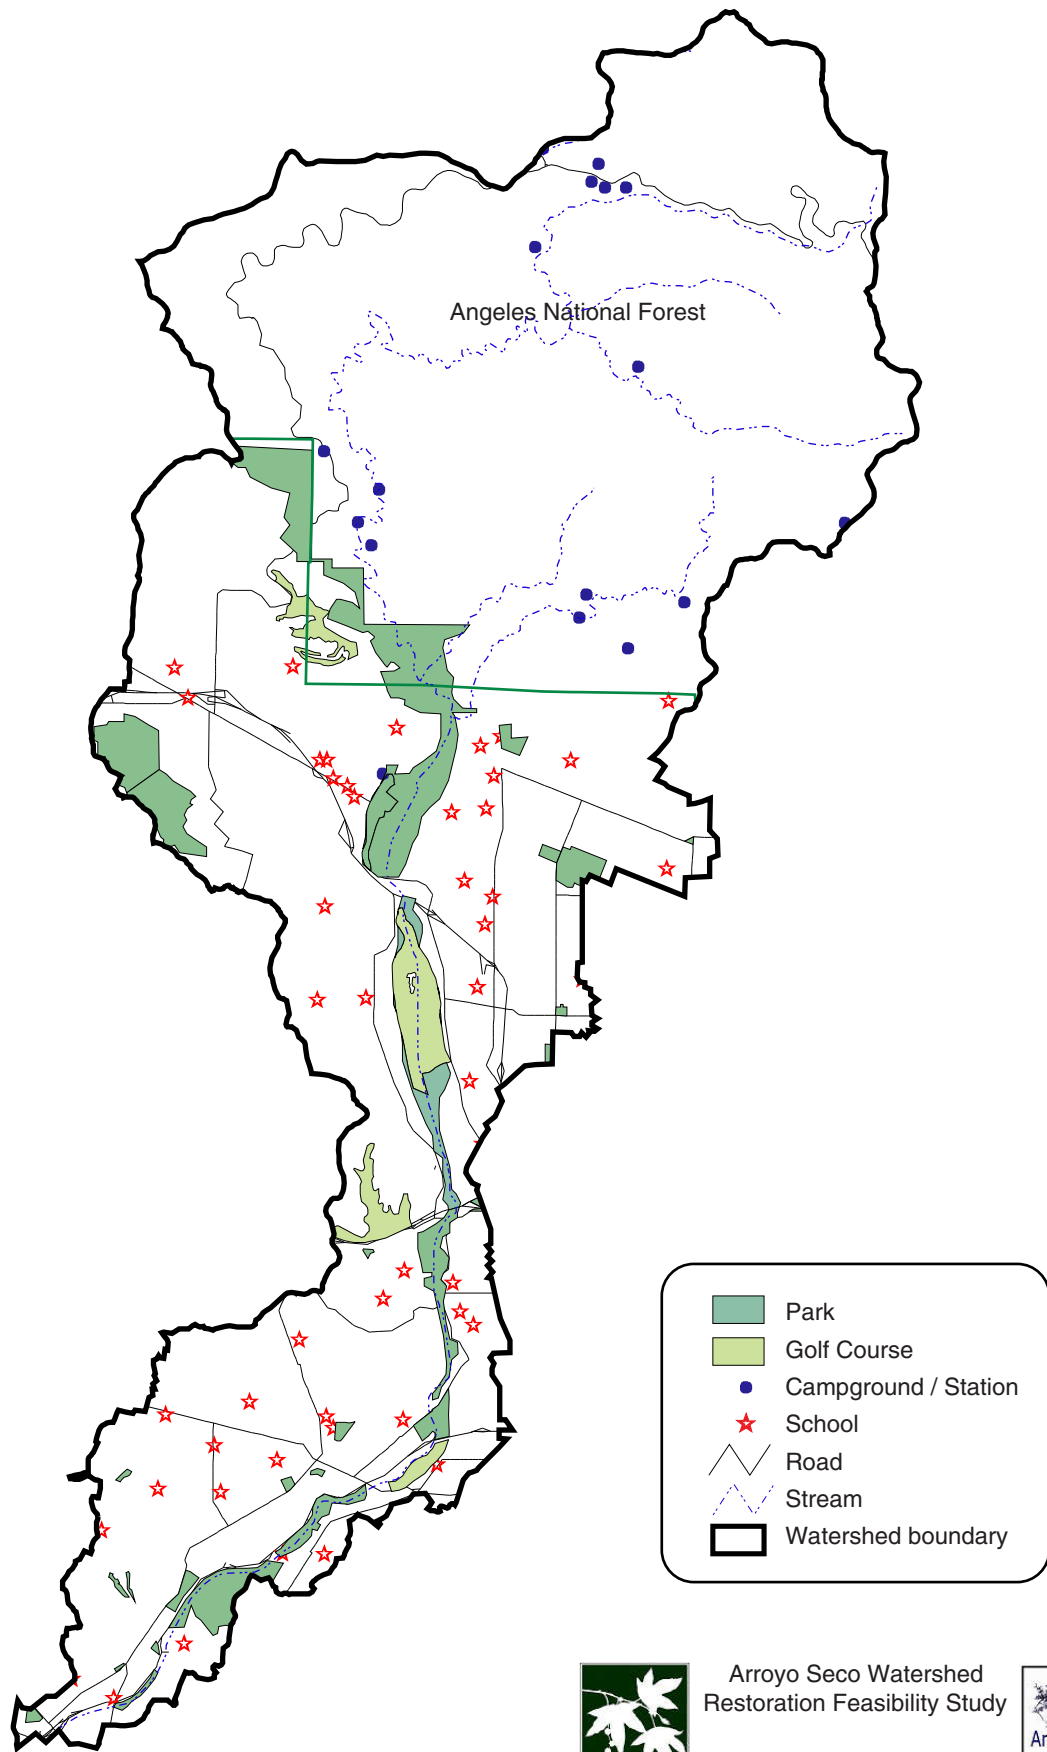 Angeles National Forest
Park
Golf Course
Campground / Station
School
Road
Stream
Watershed boundary
Arroyo Seco Watershed
Restoration Feasibility Study